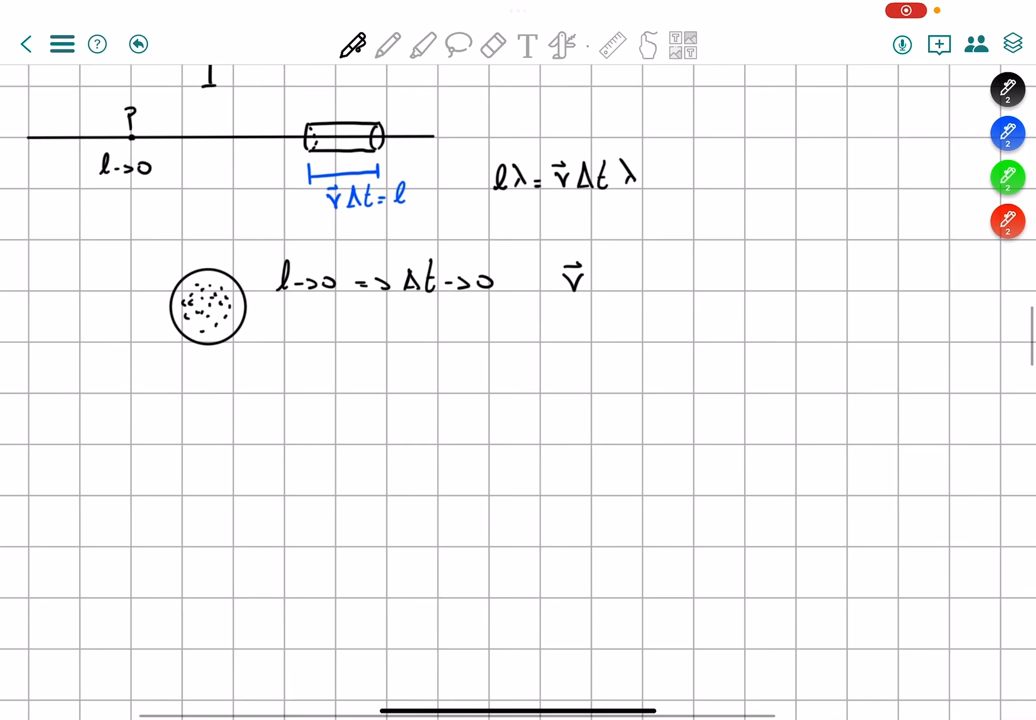 I
P
l->0
v⃗ Δt = l
lλ = v⃗ Δt λ
l->0 => Δt->0 v⃗